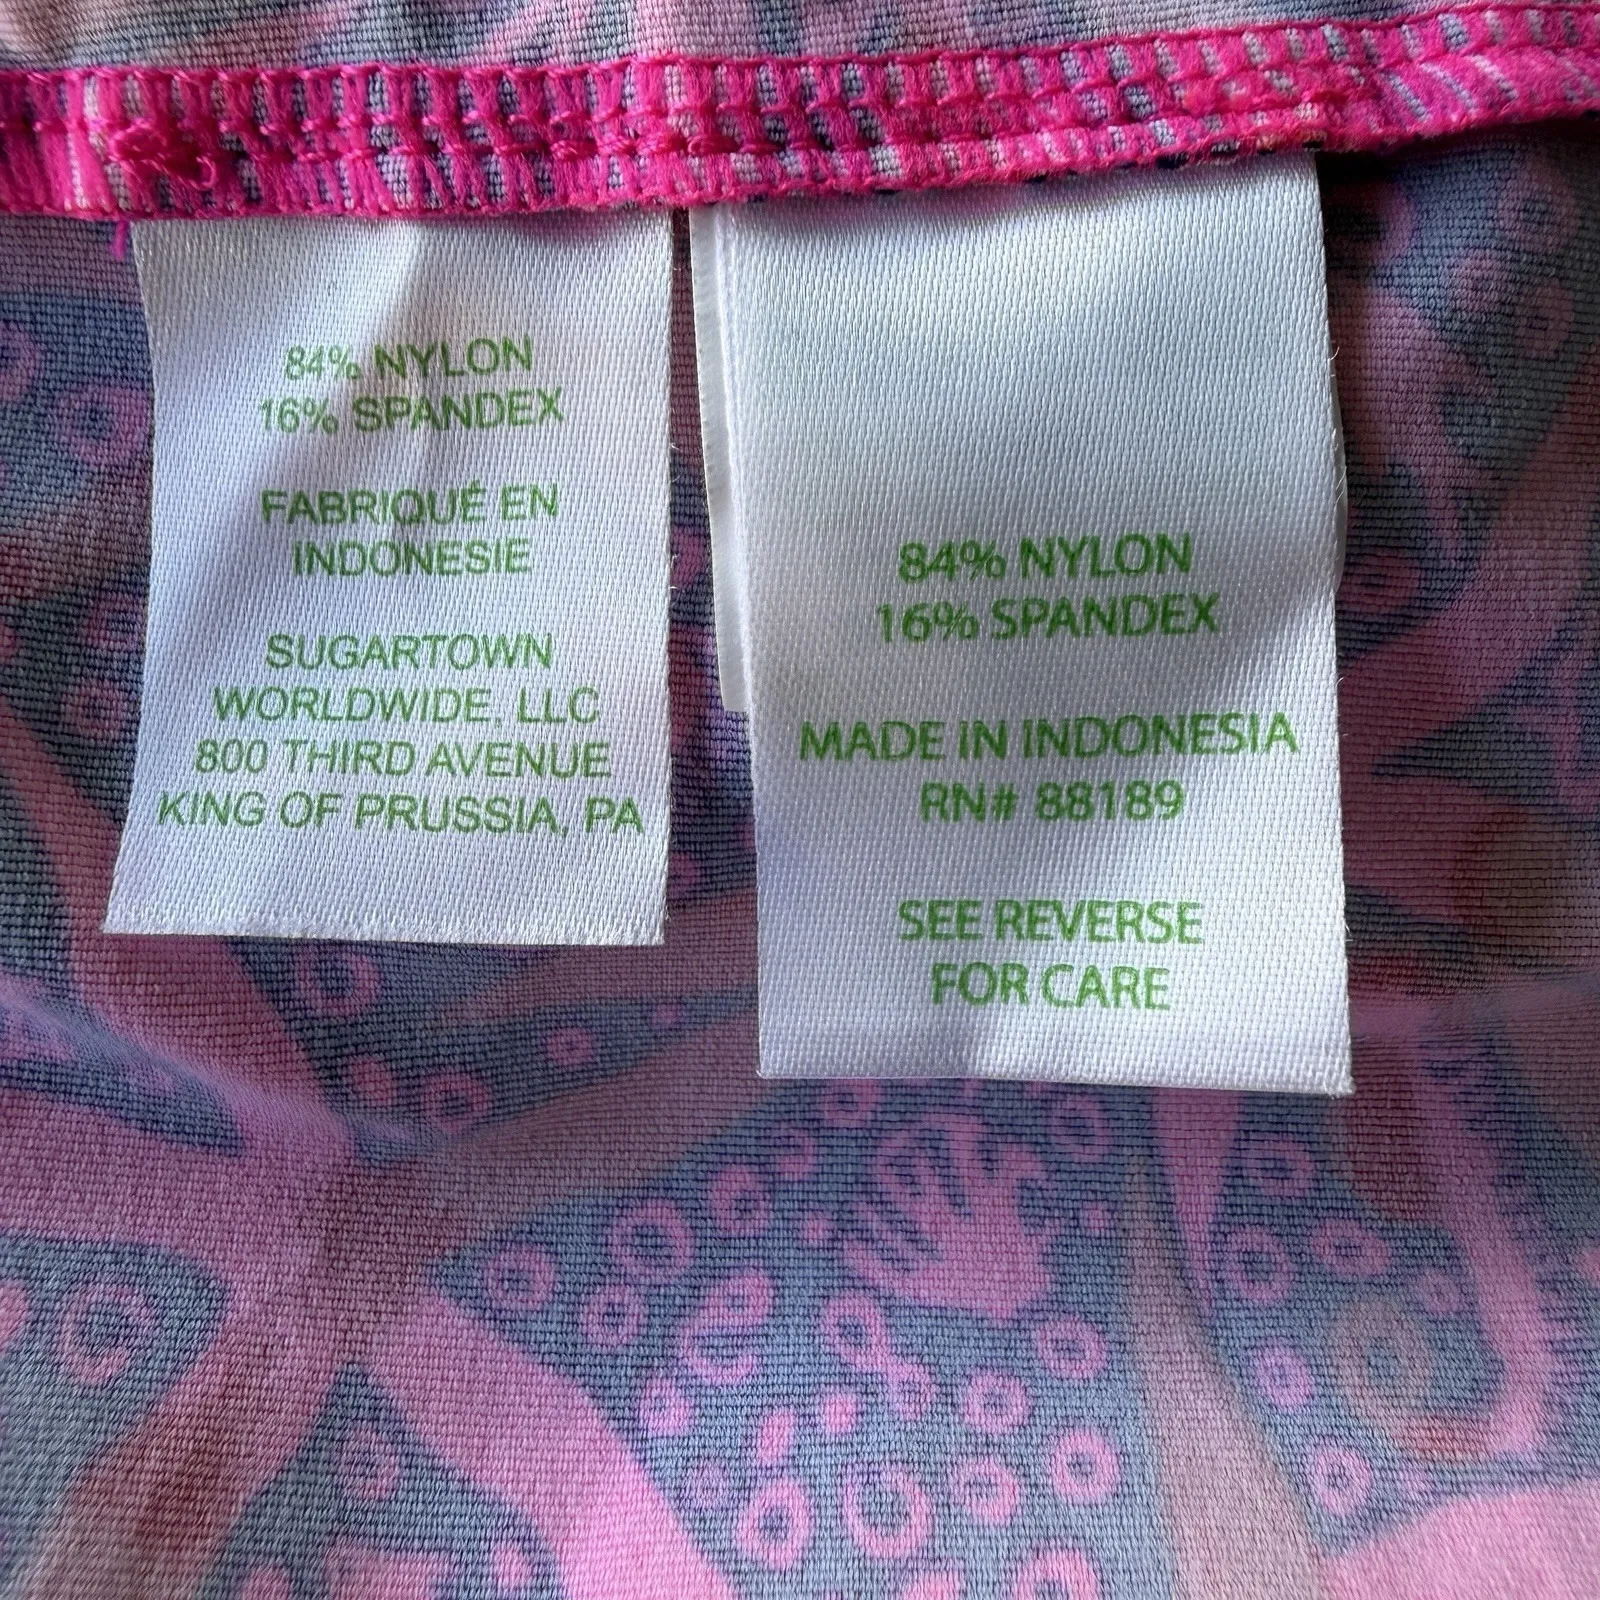 84% NYLON
16% SPANDEX
FABRIQUÉ EN
INDONESIE
SUGARTOWN
WORLDWIDE, LLC
800 THIRD AVENUE
KING OF PRUSSIA, PA
84% NYLON
16% SPANDEX
MADE IN INDONESIA
RN# 88189
SEE REVERSE
FOR CARE